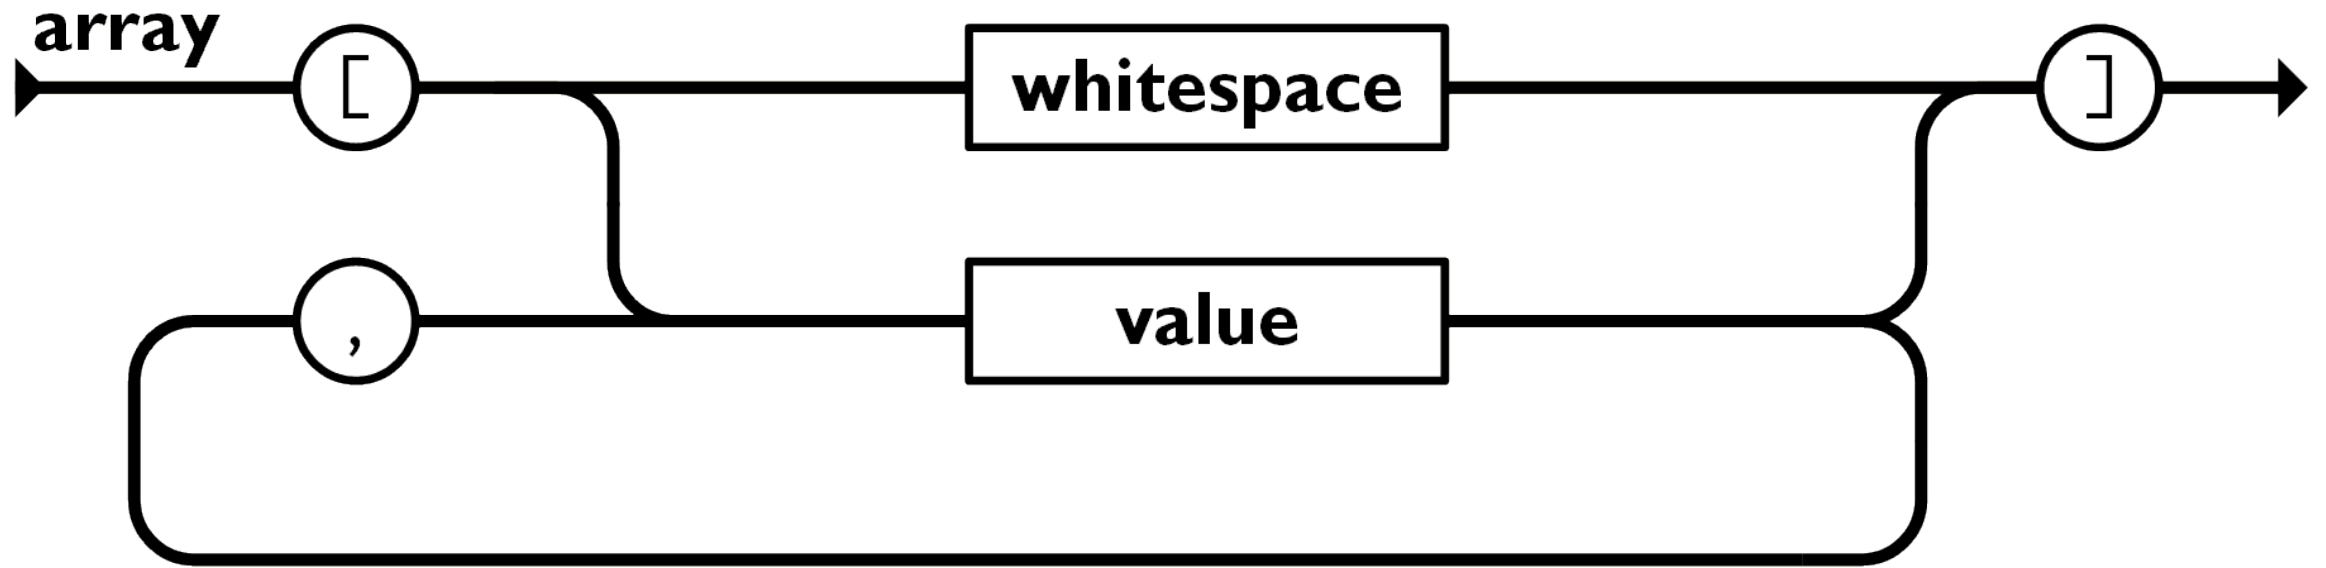 array
[ whitespace ]
, value